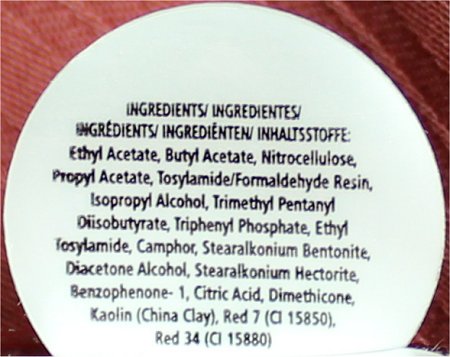 INGREDIENTS/ INGREDIENTES/
INGRÉDIENTS/ INGREDIËNTEN/ INHALTSSTOFFE:
Ethyl Acetate, Butyl Acetate, Nitrocellulose,
Propyl Acetate, Tosylamide/Formaldehyde Resin,
Isopropyl Alcohol, Trimethyl Pentanyl
Diisobutyrate, Triphenyl Phosphate, Ethyl
Tosylamide, Camphor, Stearalkonium Bentonite,
Diacetone Alcohol, Stearalkonium Hectorite,
Benzophenone- 1, Citric Acid, Dimethicone,
Kaolin (China Clay), Red 7 (CI 15850),
Red 34 (CI 15880)